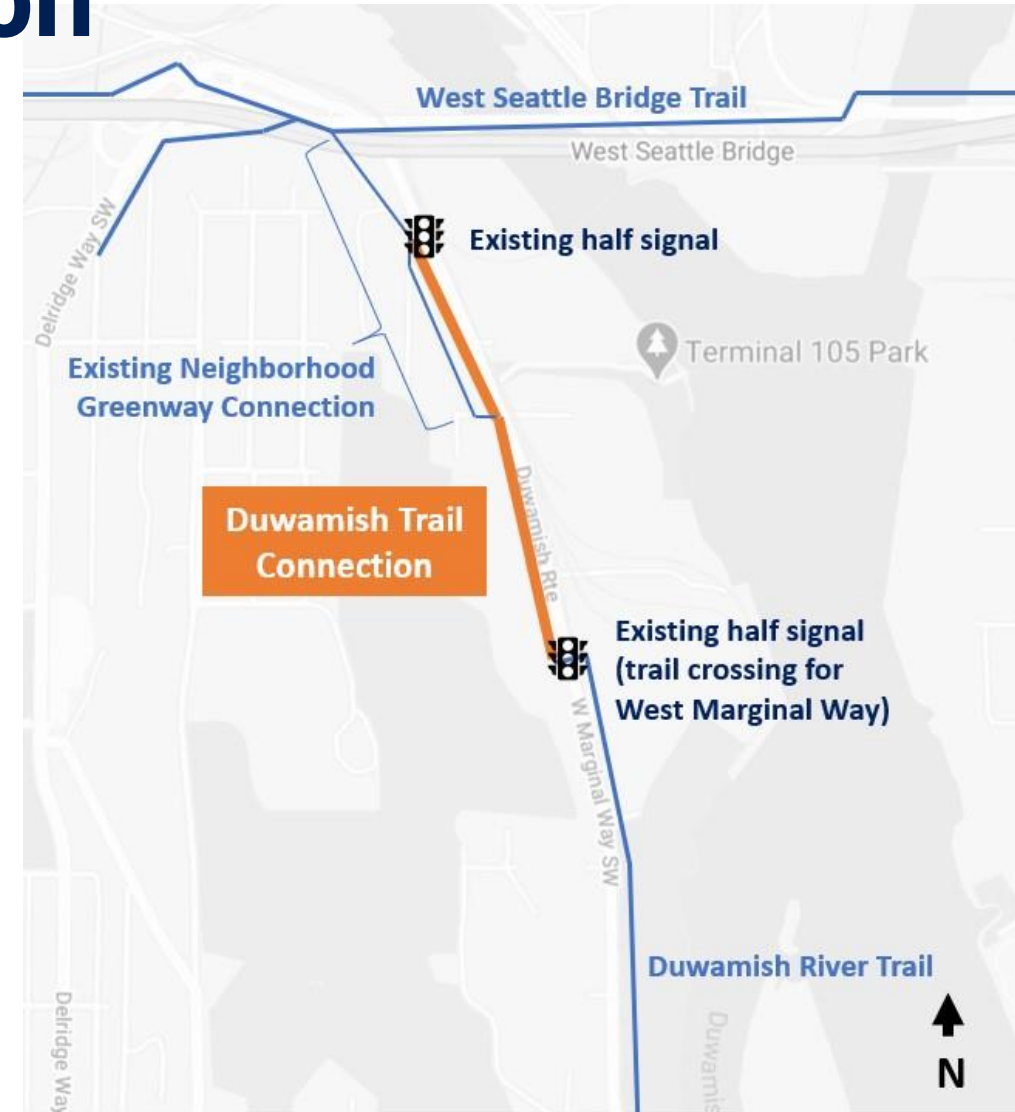 on
West Seattle Bridge Trail
West Seattle Bridge
Delridge Way SW
Existing half signal
Terminal 105 Park
Existing Neighborhood
Greenway Connection
Duwamish Rte
Duwamish Trail
Connection
Existing half signal
(trail crossing for
West Marginal Way)
W Marginal Way SW
Duwamish River Trail
Delridge Way
Duwamis
N